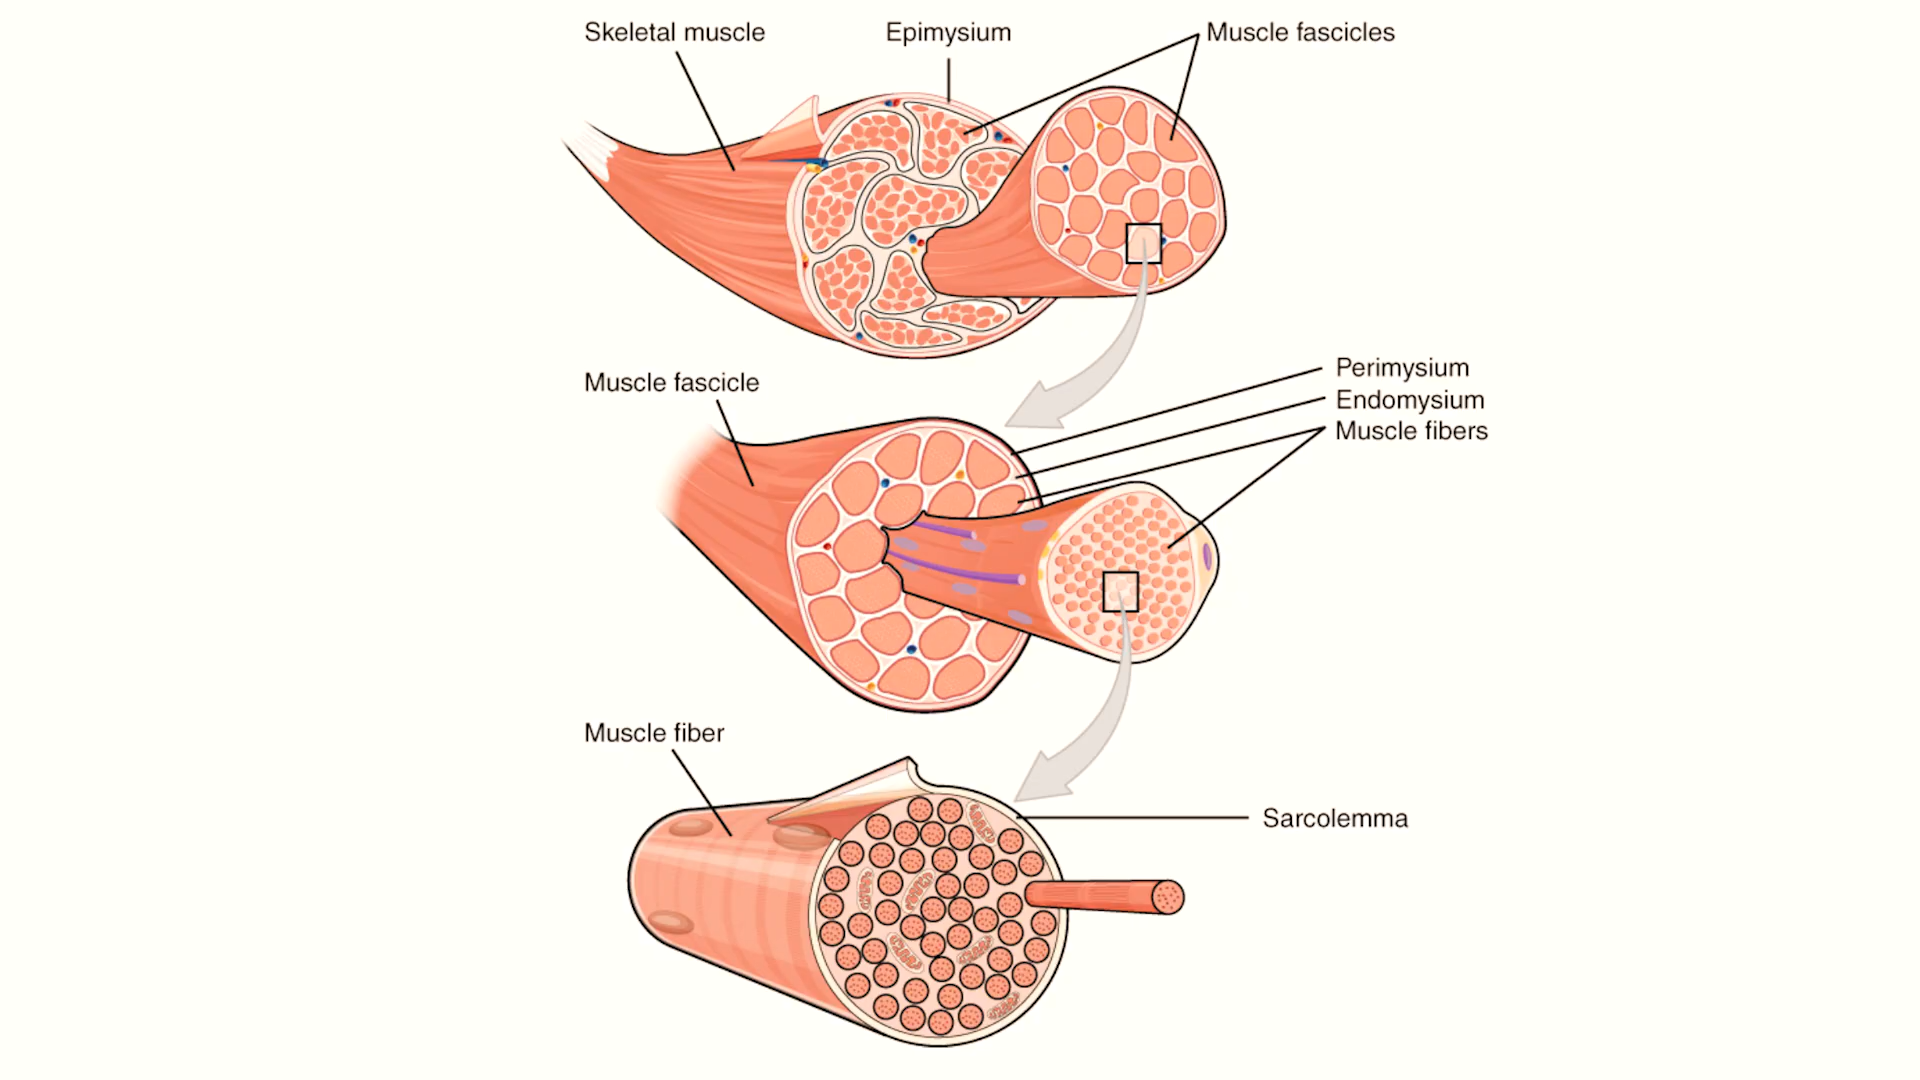 Skeletal muscle
Epimysium
Muscle fascicles
Muscle fascicle
Perimysium
Endomysium
Muscle fibers
Muscle fiber
Sarcolemma